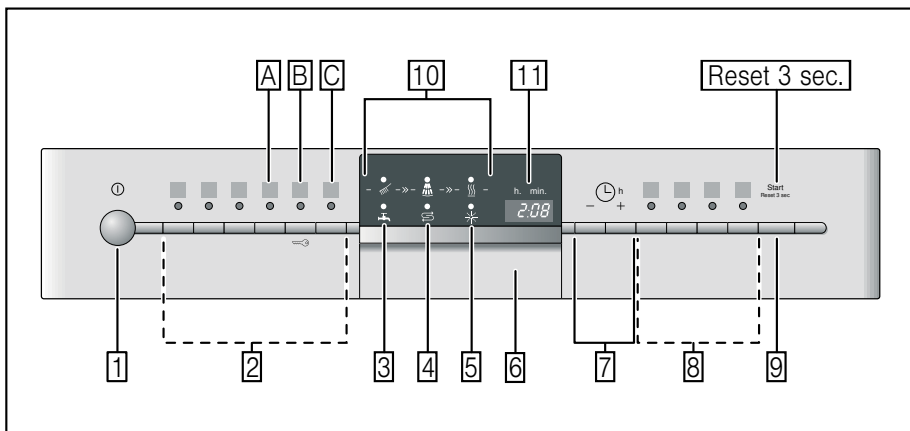 A B C 10 11 Reset 3 sec.
h. min.
h
Start
Reset 3 sec
- +
2:08
1 2 3 4 5 6 7 8 9